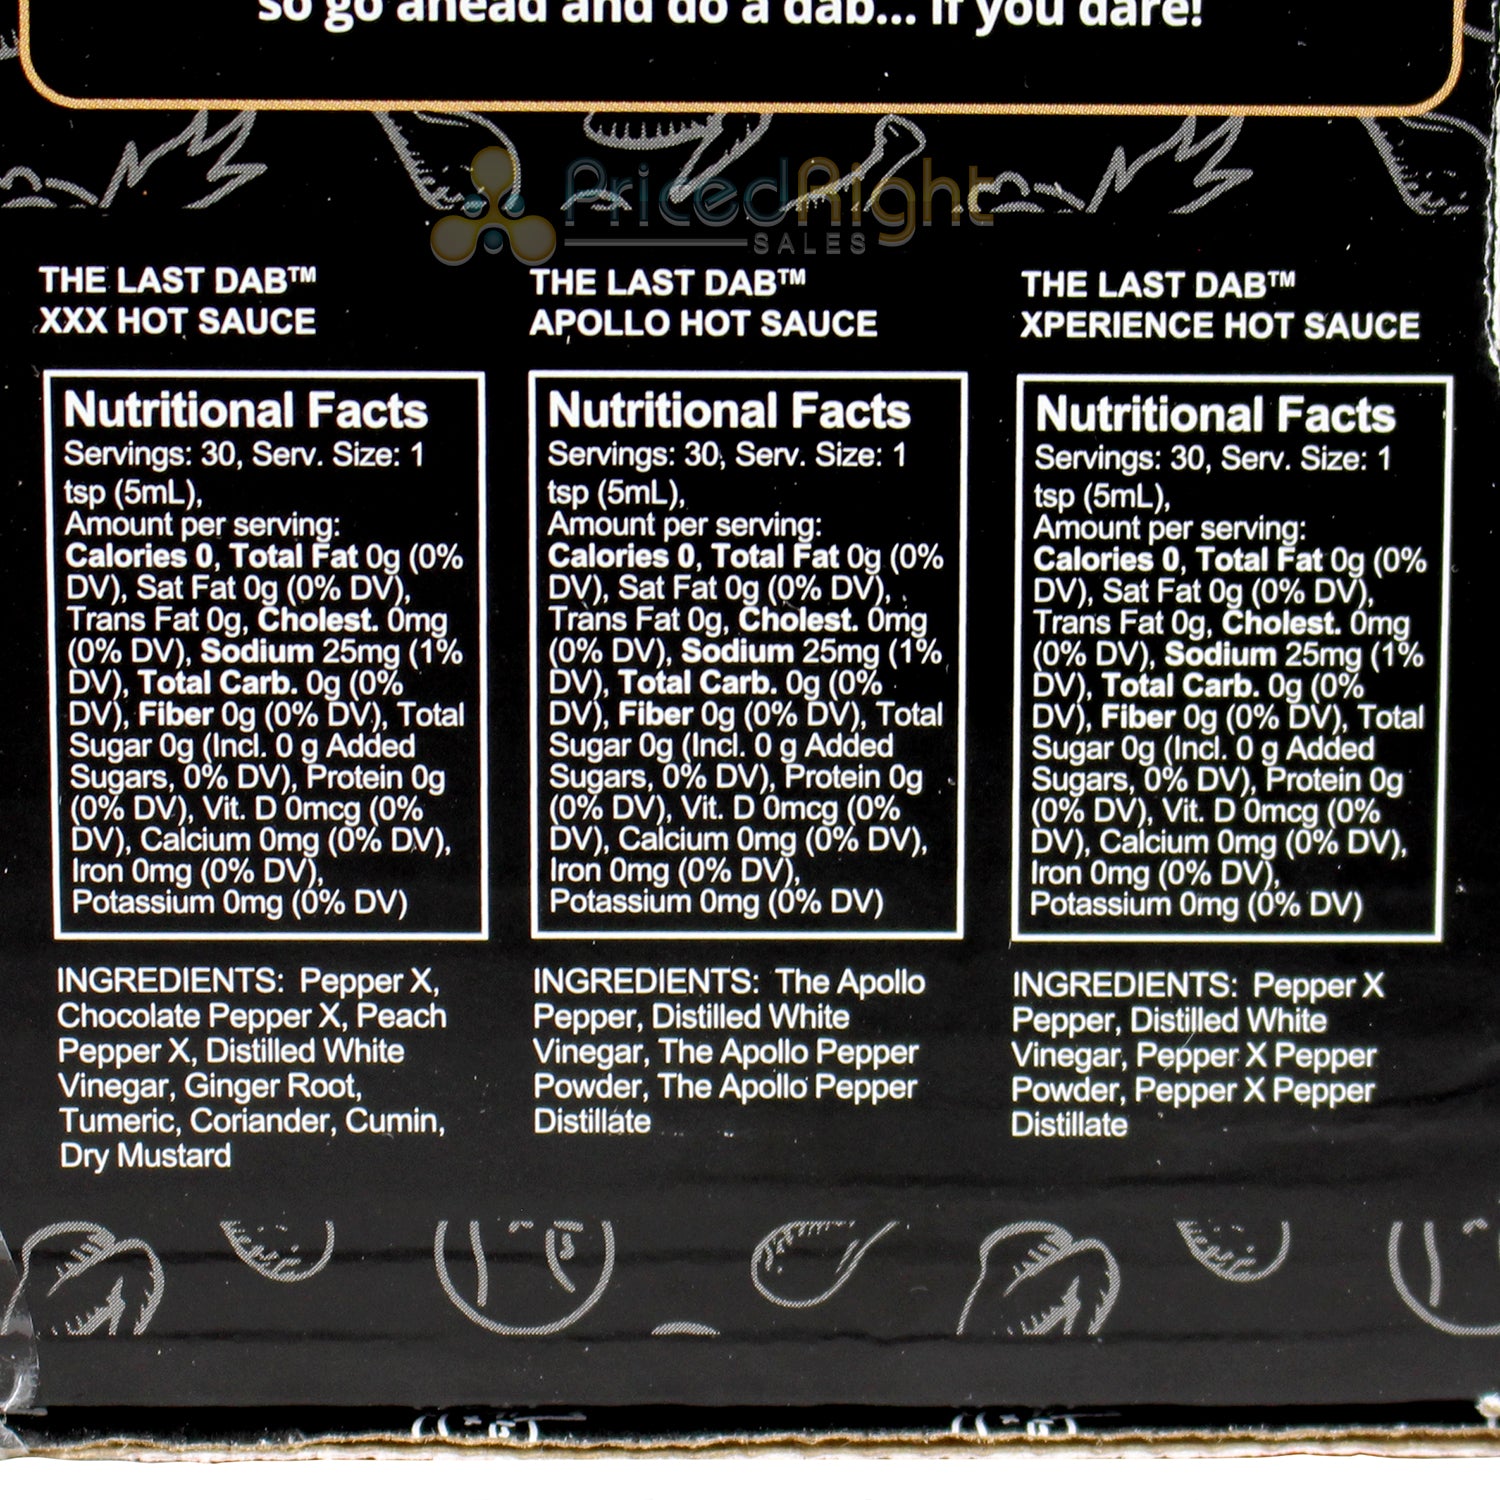 so go ahead and do a dab... if you dare!
PricedRight
SALES
THE LAST DAB™
XXX HOT SAUCE
Nutritional Facts
Servings: 30, Serv. Size: 1
tsp (5mL),
Amount per serving:
Calories 0, Total Fat 0g (0%
DV), Sat Fat 0g (0% DV),
Trans Fat 0g, Cholest. 0mg
(0% DV), Sodium 25mg (1%
DV), Total Carb. 0g (0%
DV), Fiber 0g (0% DV), Total
Sugar 0g (Incl. 0 g Added
Sugars, 0% DV), Protein 0g
(0% DV), Vit. D 0mcg (0%
DV), Calcium 0mg (0% DV),
Iron 0mg (0% DV),
Potassium 0mg (0% DV)
INGREDIENTS: Pepper X,
Chocolate Pepper X, Peach
Pepper X, Distilled White
Vinegar, Ginger Root,
Tumeric, Coriander, Cumin,
Dry Mustard
THE LAST DAB™
APOLLO HOT SAUCE
Nutritional Facts
Servings: 30, Serv. Size: 1
tsp (5mL),
Amount per serving:
Calories 0, Total Fat 0g (0%
DV), Sat Fat 0g (0% DV),
Trans Fat 0g, Cholest. 0mg
(0% DV), Sodium 25mg (1%
DV), Total Carb. 0g (0%
DV), Fiber 0g (0% DV), Total
Sugar 0g (Incl. 0 g Added
Sugars, 0% DV), Protein 0g
(0% DV), Vit. D 0mcg (0%
DV), Calcium 0mg (0% DV),
Iron 0mg (0% DV),
Potassium 0mg (0% DV)
INGREDIENTS: The Apollo
Pepper, Distilled White
Vinegar, The Apollo Pepper
Powder, The Apollo Pepper
Distillate
THE LAST DAB™
XPERIENCE HOT SAUCE
Nutritional Facts
Servings: 30, Serv. Size: 1
tsp (5mL),
Amount per serving:
Calories 0, Total Fat 0g (0%
DV), Sat Fat 0g (0% DV),
Trans Fat 0g, Cholest. 0mg
(0% DV), Sodium 25mg (1%
DV), Total Carb. 0g (0%
DV), Fiber 0g (0% DV), Total
Sugar 0g (Incl. 0 g Added
Sugars, 0% DV), Protein 0g
(0% DV), Vit. D 0mcg (0%
DV), Calcium 0mg (0% DV),
Iron 0mg (0% DV),
Potassium 0mg (0% DV)
INGREDIENTS: Pepper X
Pepper, Distilled White
Vinegar, Pepper X Pepper
Powder, Pepper X Pepper
Distillate